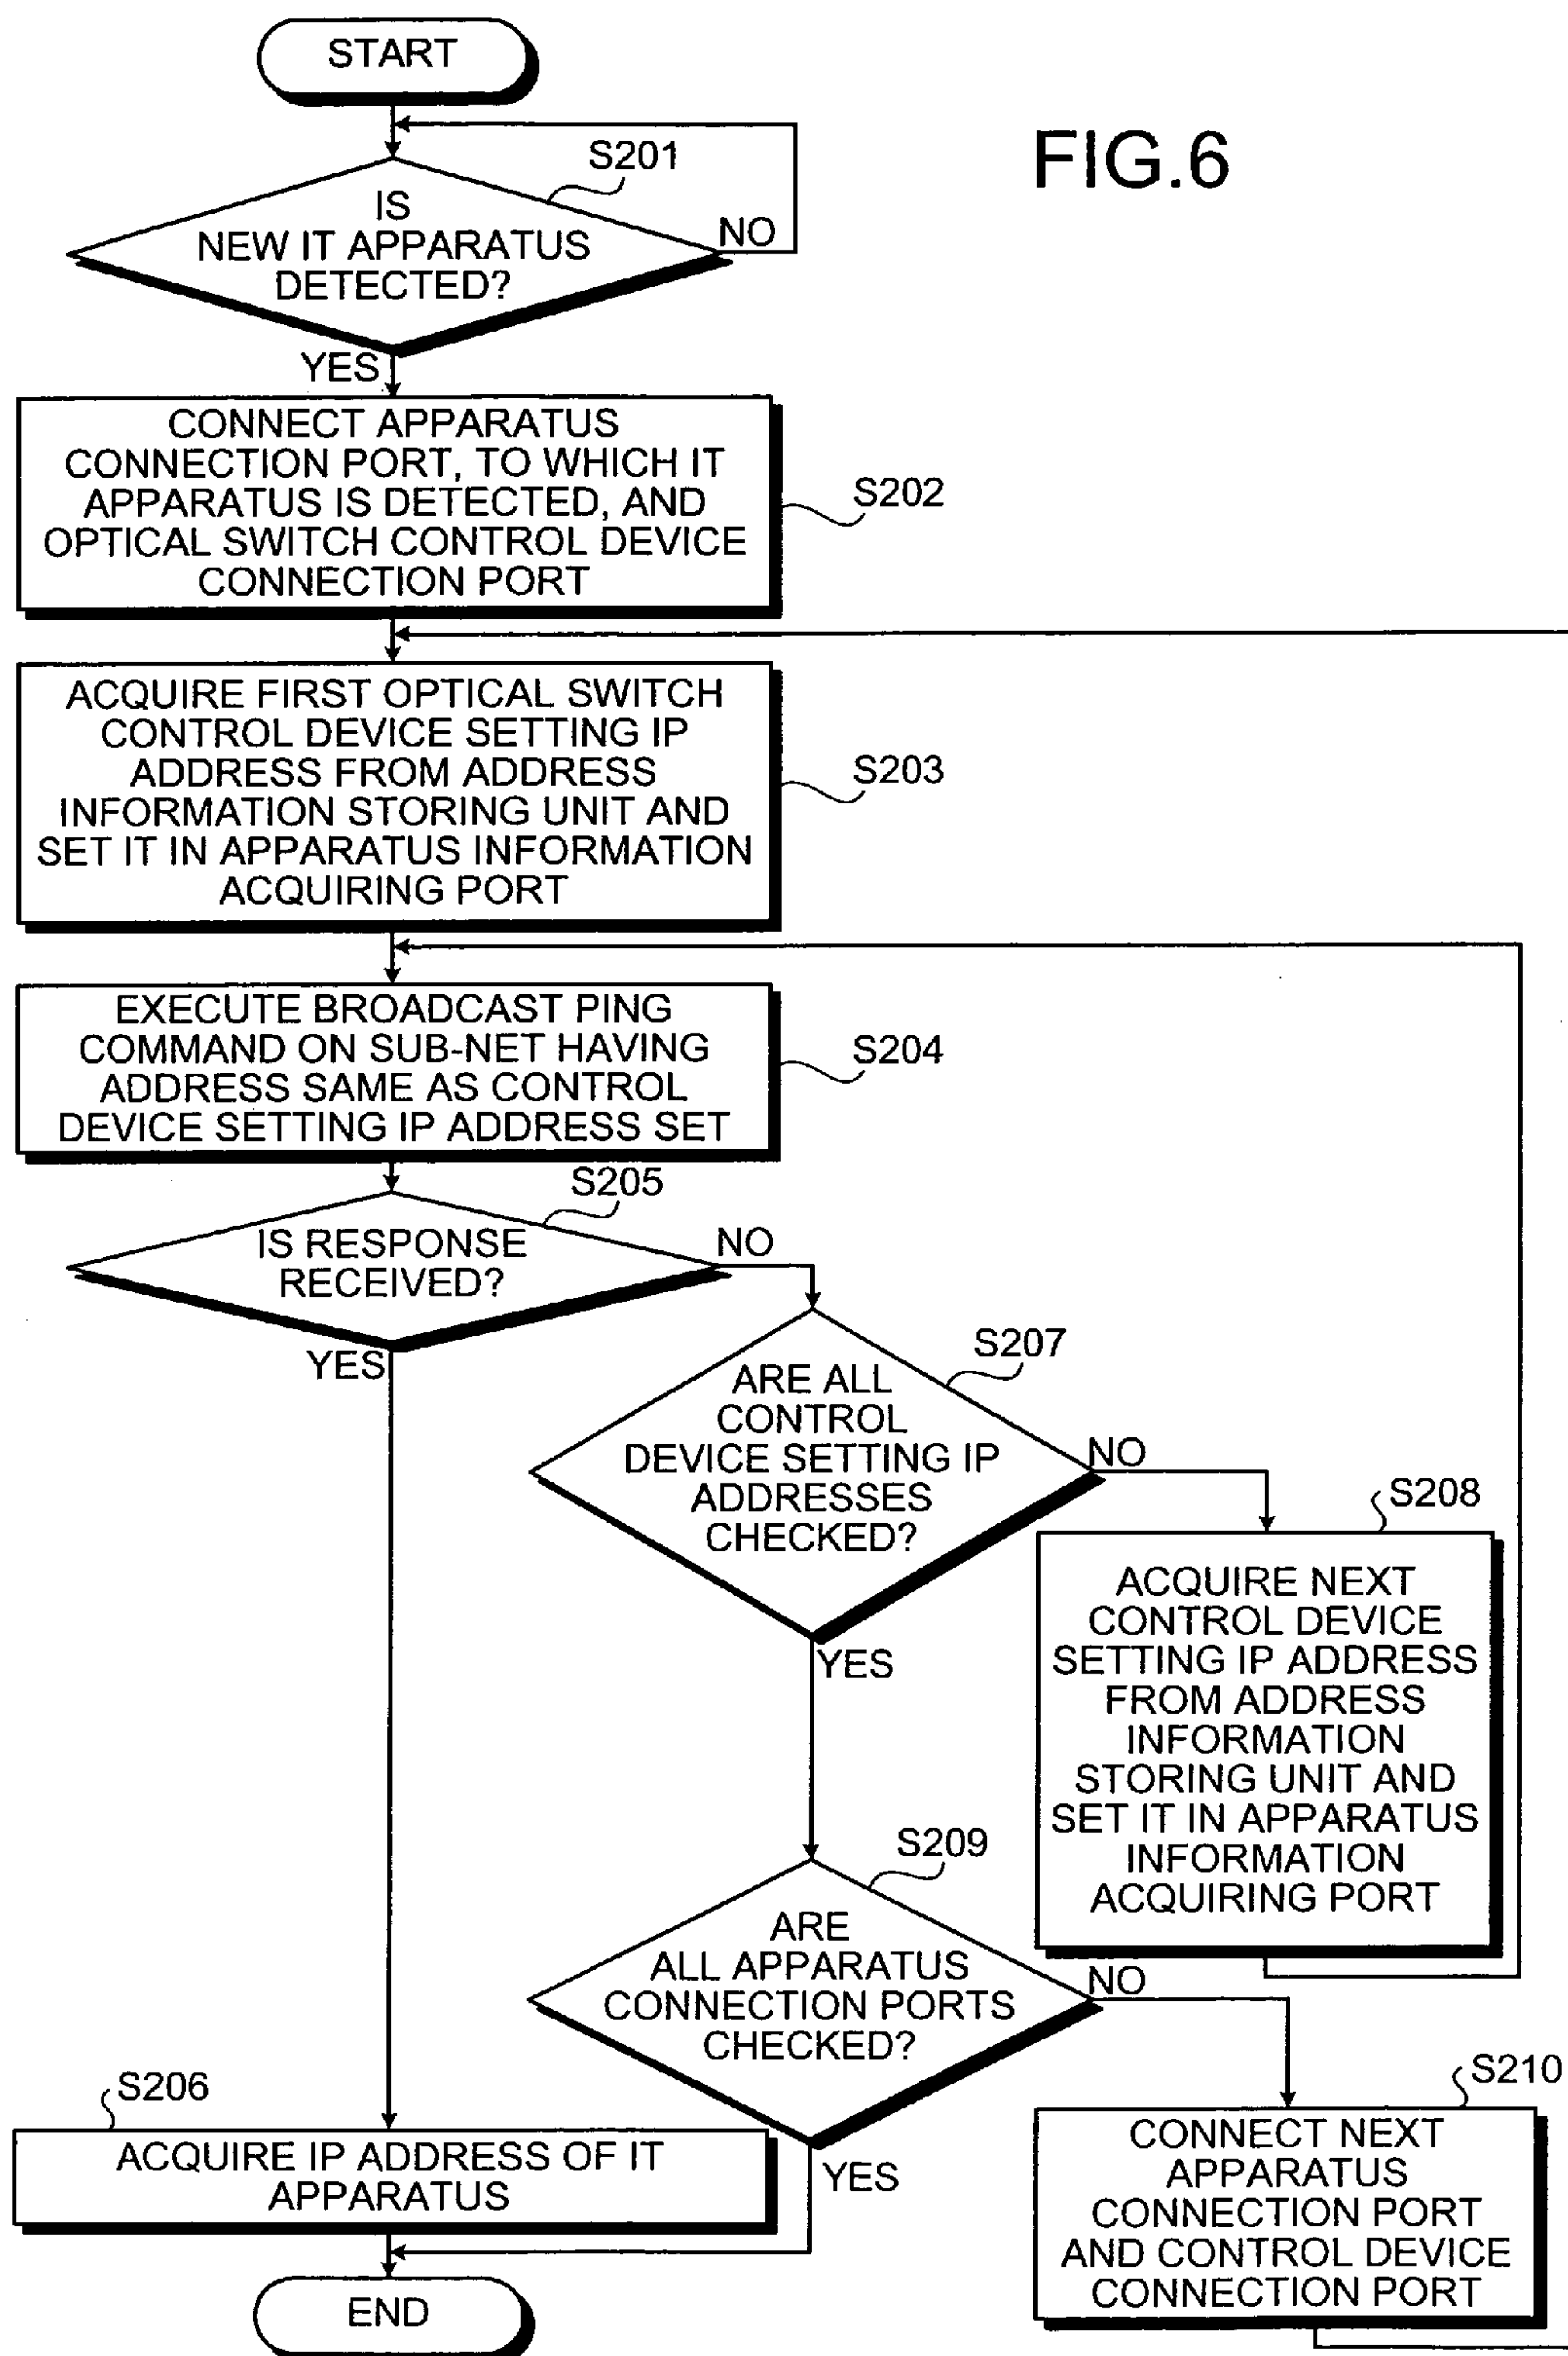 START
FIG.6
S201
IS
NEW IT APPARATUS
DETECTED?
NO
YES
CONNECT APPARATUS
CONNECTION PORT, TO WHICH IT
APPARATUS IS DETECTED, AND
OPTICAL SWITCH CONTROL DEVICE
CONNECTION PORT
S202
ACQUIRE FIRST OPTICAL SWITCH
CONTROL DEVICE SETTING IP
ADDRESS FROM ADDRESS
INFORMATION STORING UNIT AND
SET IT IN APPARATUS INFORMATION
ACQUIRING PORT
S203
EXECUTE BROADCAST PING
COMMAND ON SUB-NET HAVING
ADDRESS SAME AS CONTROL
DEVICE SETTING IP ADDRESS SET
S204
S205
IS RESPONSE
RECEIVED?
NO
YES
S207
ARE ALL
CONTROL
DEVICE SETTING IP
ADDRESSES
CHECKED?
NO
YES
S208
ACQUIRE NEXT
CONTROL DEVICE
SETTING IP ADDRESS
FROM ADDRESS
INFORMATION
STORING UNIT AND
SET IT IN APPARATUS
INFORMATION
ACQUIRING PORT
S209
ARE
ALL APPARATUS
CONNECTION PORTS
CHECKED?
NO
YES
S206
ACQUIRE IP ADDRESS OF IT
APPARATUS
S210
CONNECT NEXT
APPARATUS
CONNECTION PORT
AND CONTROL DEVICE
CONNECTION PORT
END